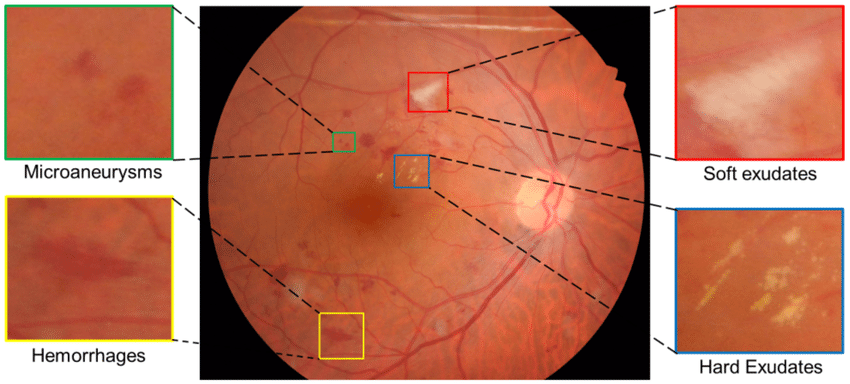 Microaneurysms
Soft exudates
Hemorrhages
Hard Exudates